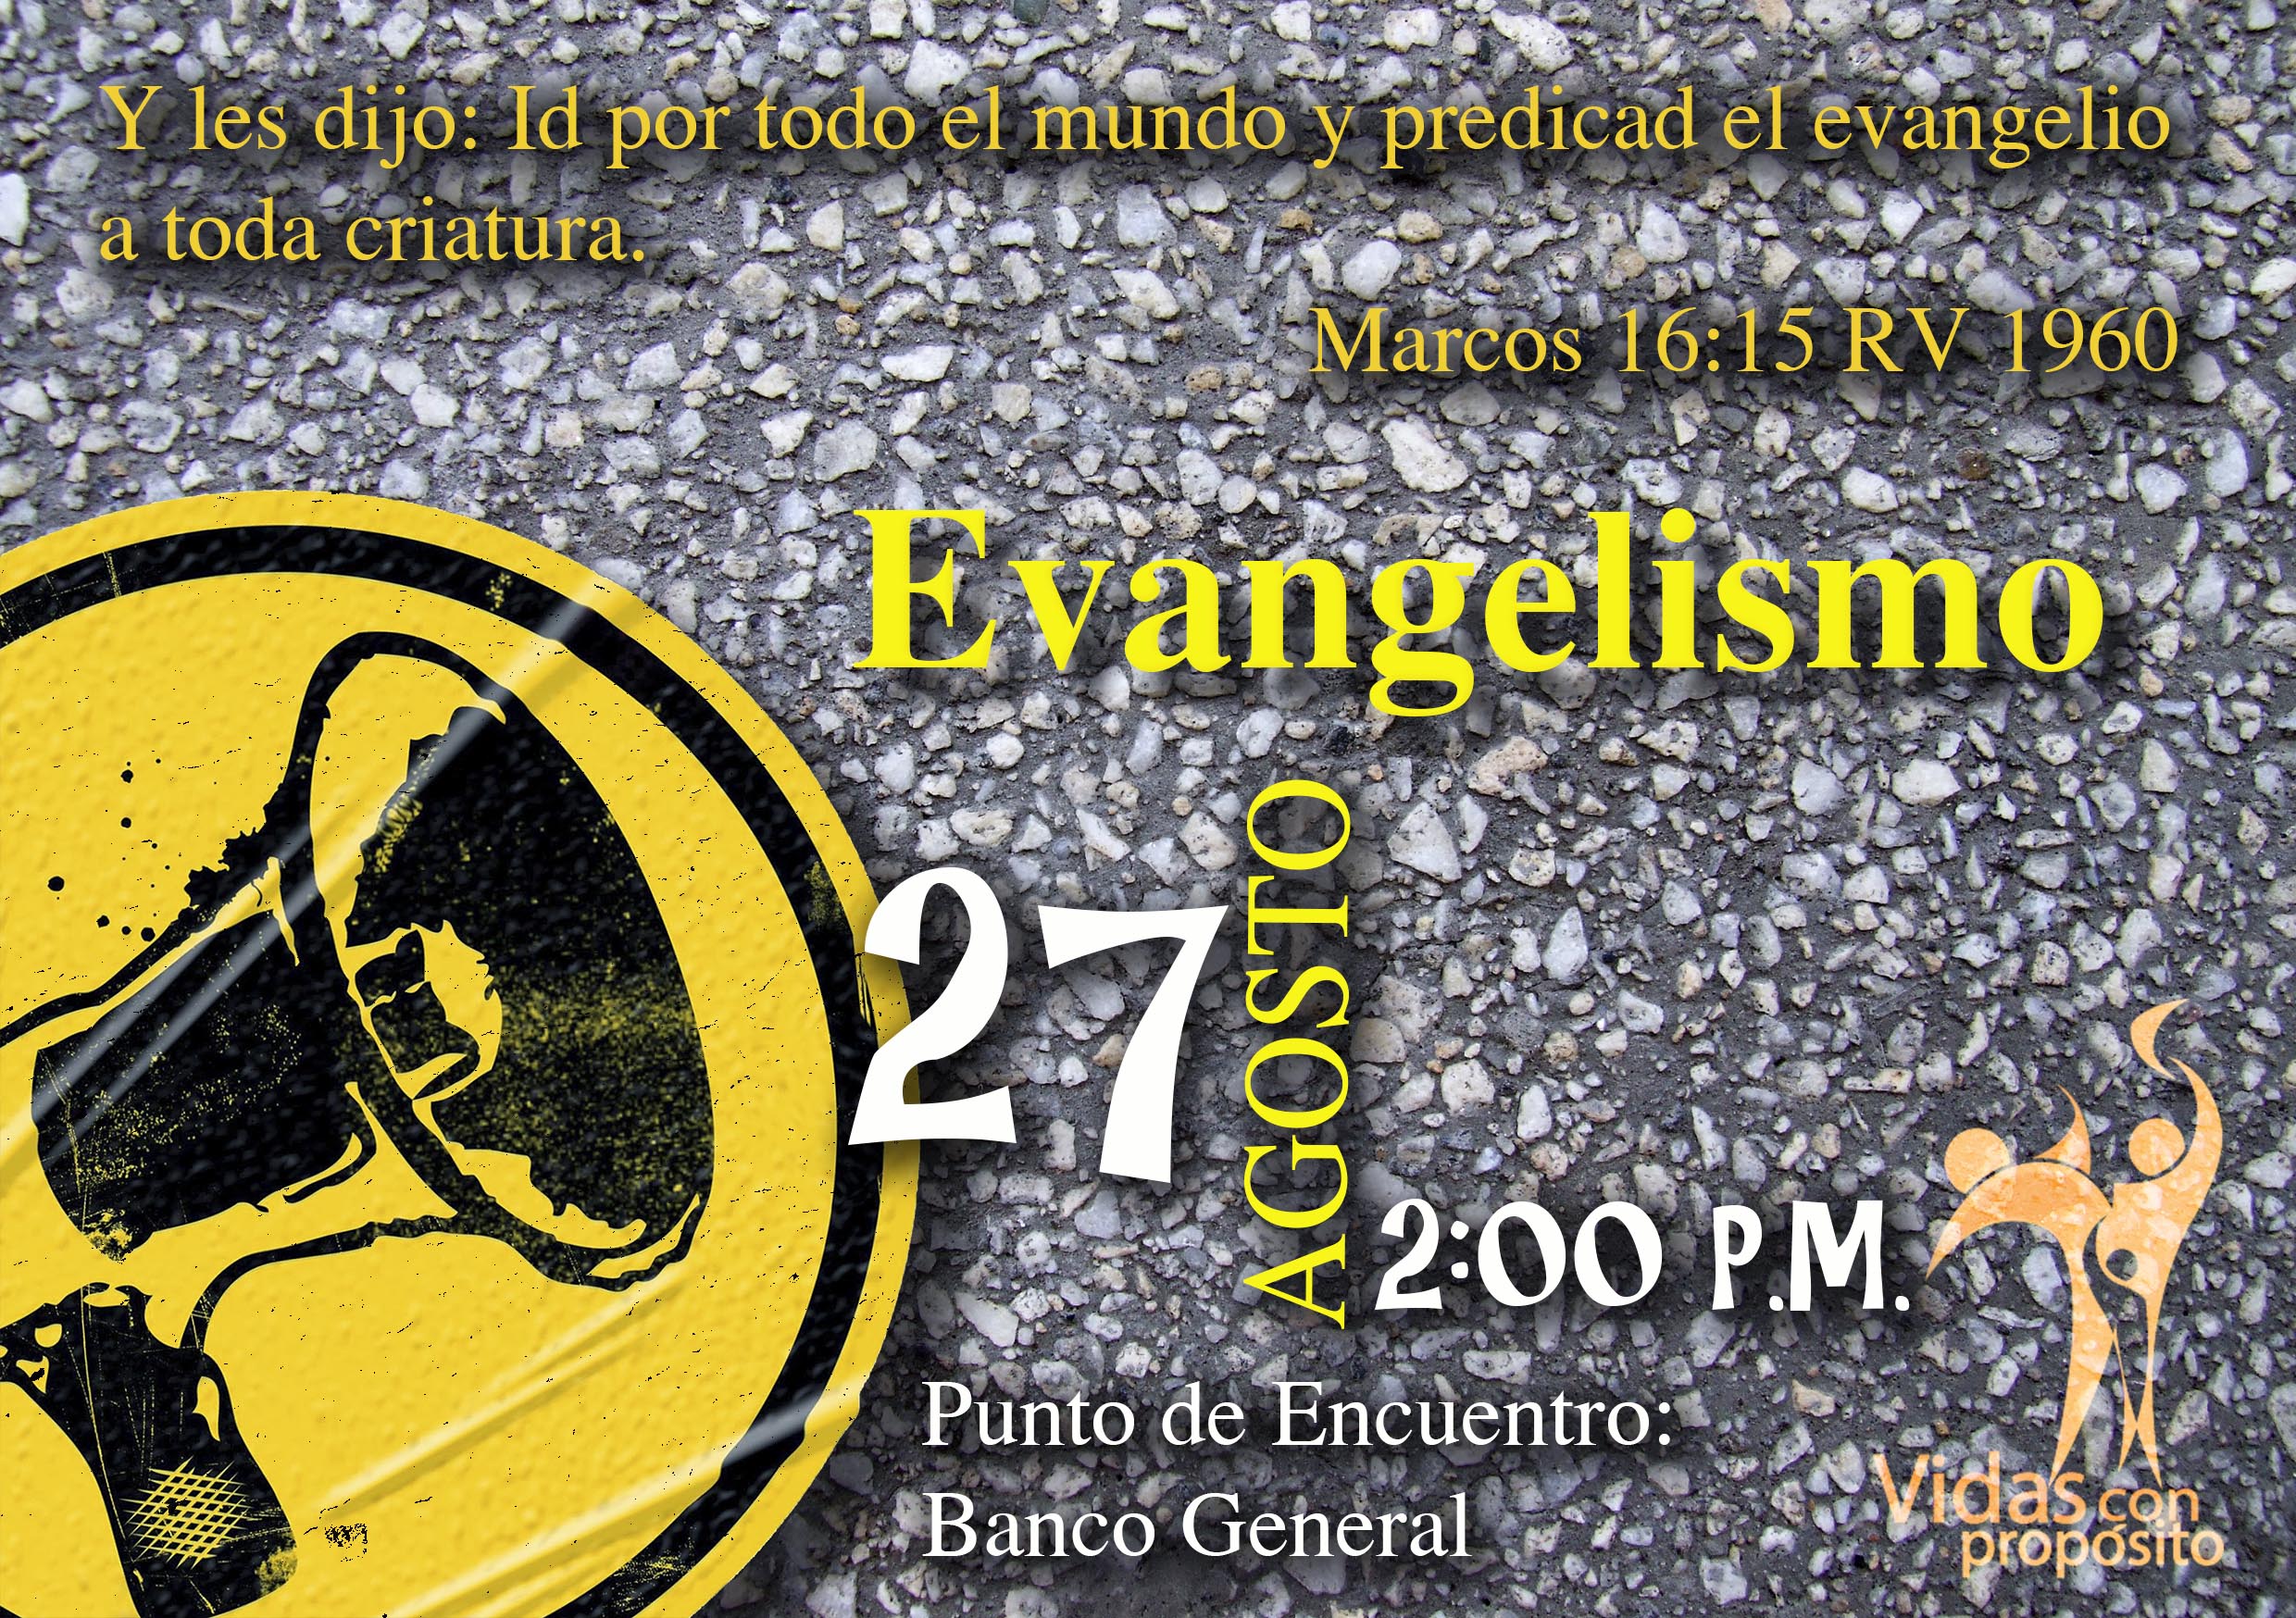 Y les dijo: Id por todo el mundo y predicad el evangelio
a toda criatura.
Marcos 16:15 RV 1960
Evangelismo
27
AGOSTO
2:00 P.M.
Punto de Encuentro:
Banco General
Vidas con
propósito